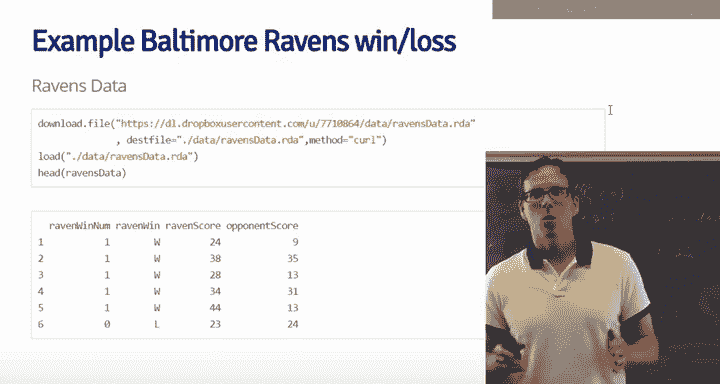 Example Baltimore Ravens win/loss
Ravens Data
download.file("https://dl.dropboxusercontent.com/u/7710864/data/ravensData.rda"
, destfile="./data/ravensData.rda",method="curl")
load("./data/ravensData.rda")
head(ravensData)
ravenWinNum ravenWin ravenScore opponentScore
1 1 W 24 9
2 1 W 38 35
3 1 W 28 13
4 1 W 34 31
5 1 W 44 13
6 0 L 23 24